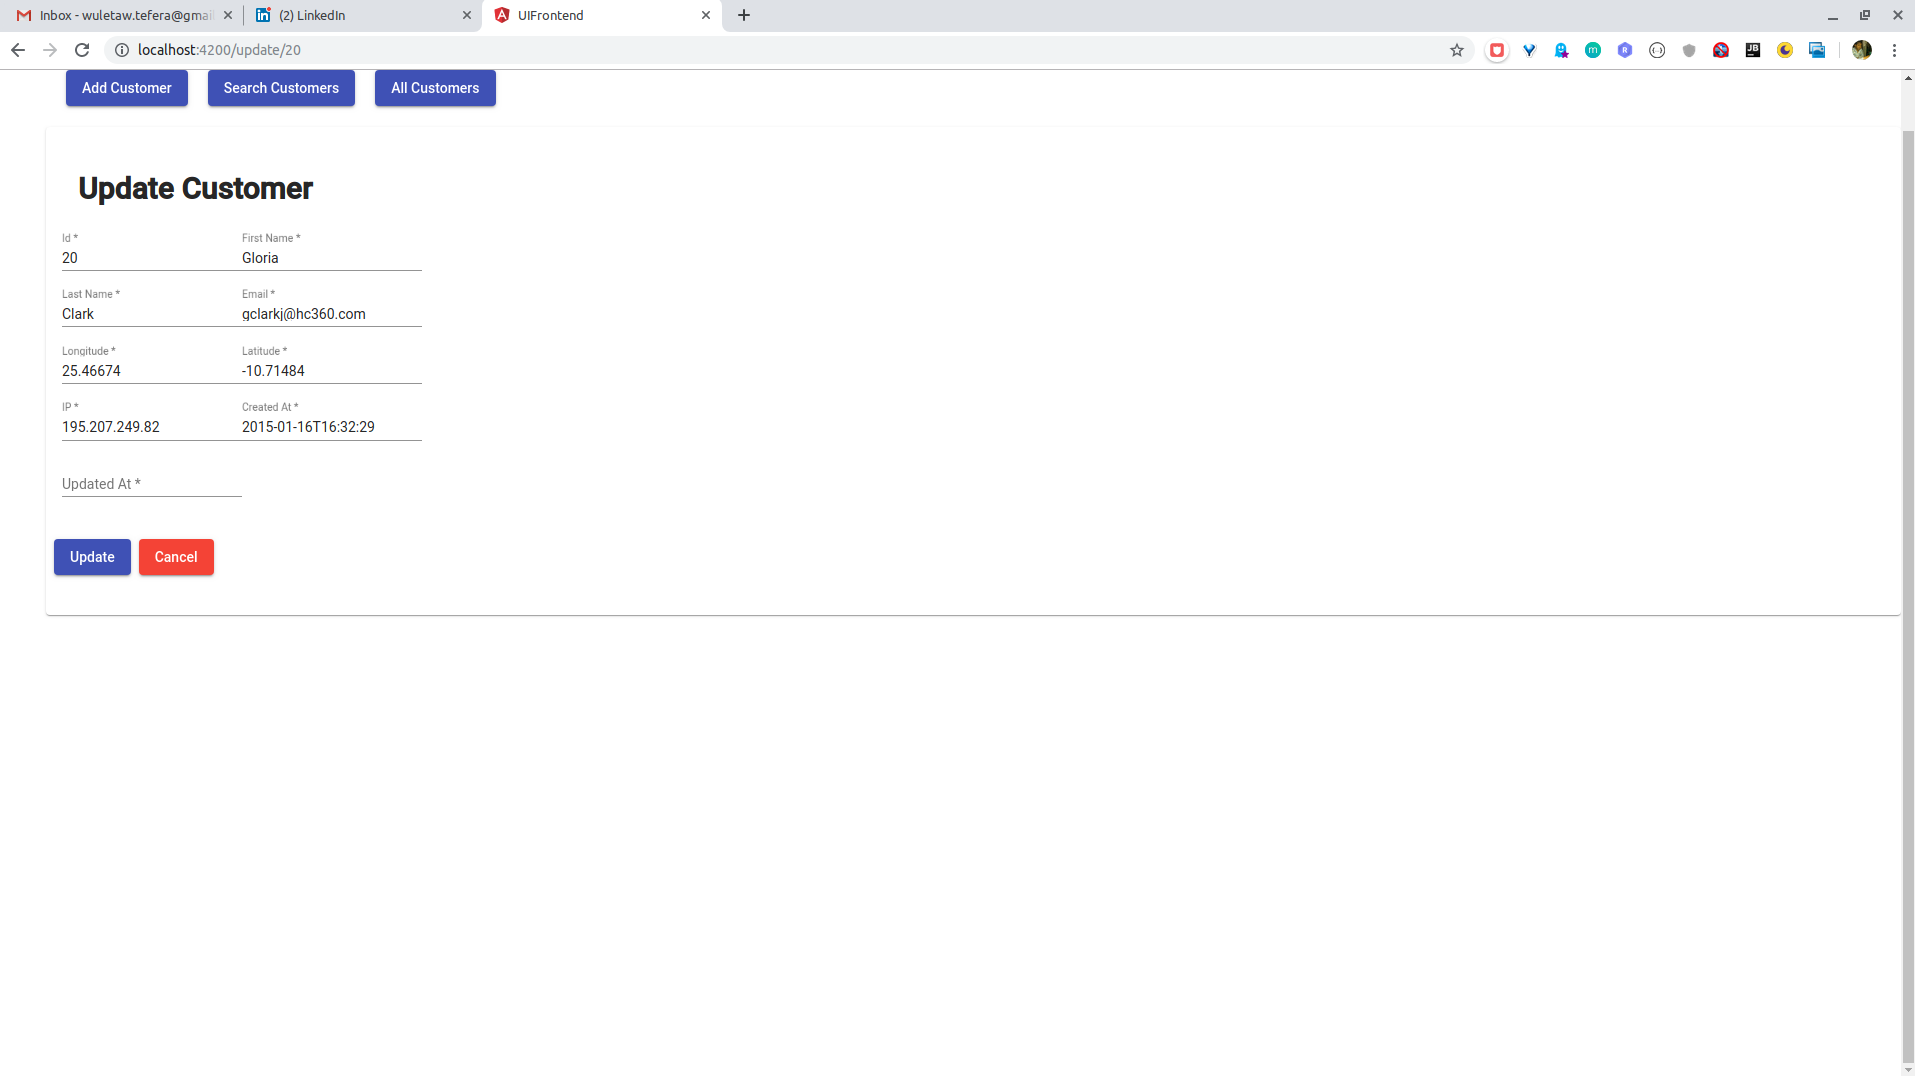 Inbox - wuletaw.tefera@gmai
(2) LinkedIn
UIFrontend
localhost:4200/update/20
Add Customer
Search Customers
All Customers
Update Customer
Id *
First Name *
20
Gloria
Last Name *
Email *
Clark
gclarkj@hc360.com
Longitude *
Latitude *
25.46674
-10.71484
IP *
Created At *
195.207.249.82
2015-01-16T16:32:29
Updated At *
Update
Cancel